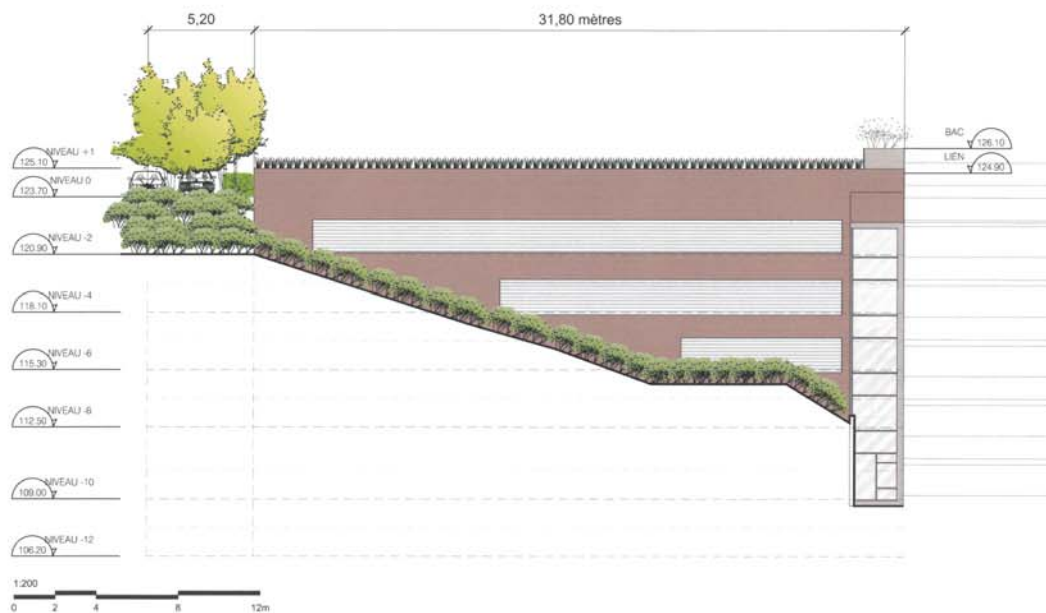 5,20
31,80 mètres
NIVEAU +1
125.10
NIVEAU 0
123.70
NIVEAU -2
120.90
NIVEAU -4
118.10
NIVEAU -6
115.30
NIVEAU -8
112.50
NIVEAU -10
109.00
NIVEAU -12
106.20
BAC
126.10
LIEN
124.90
1:200
0 2 4 8 12m